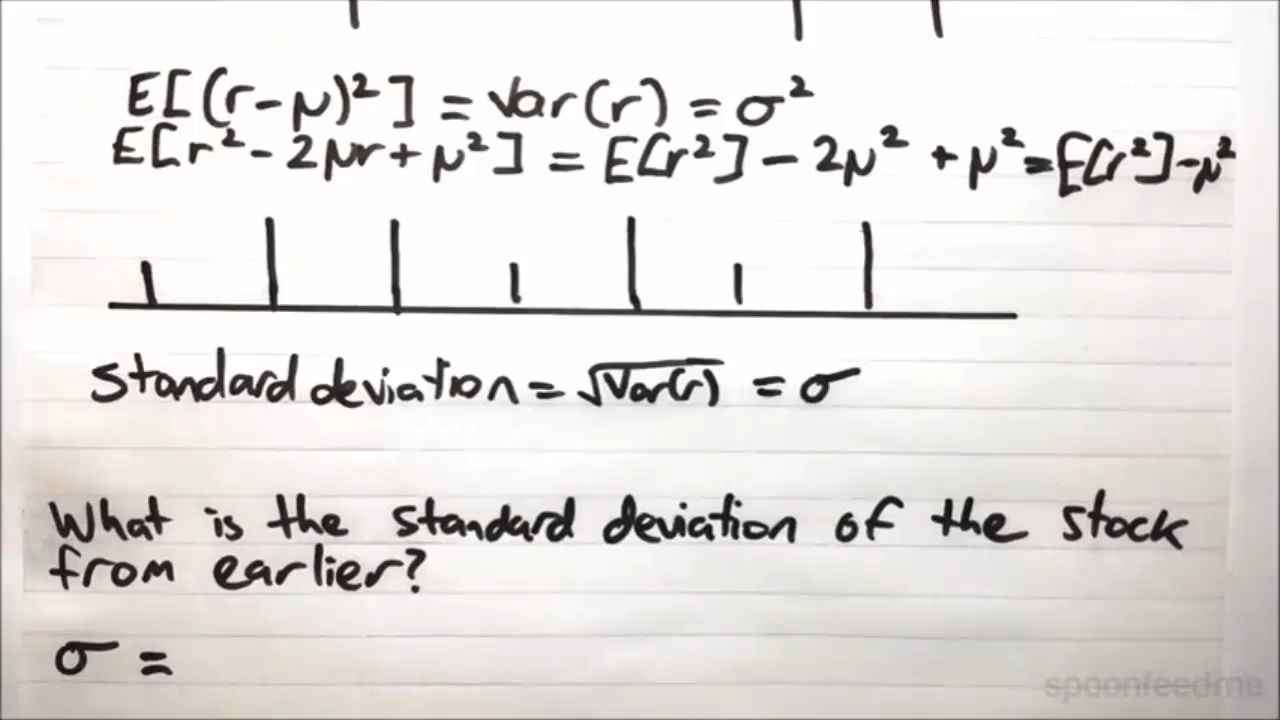 E[(r-μ)²] = Var(r) = σ²
E[r² - 2μr + μ²] = E[r²] - 2μ² + μ² = E[r²] - μ²
Standard deviation = √Var(r) = σ
What is the standard deviation of the stock
from earlier?
σ =
spoonfeedme